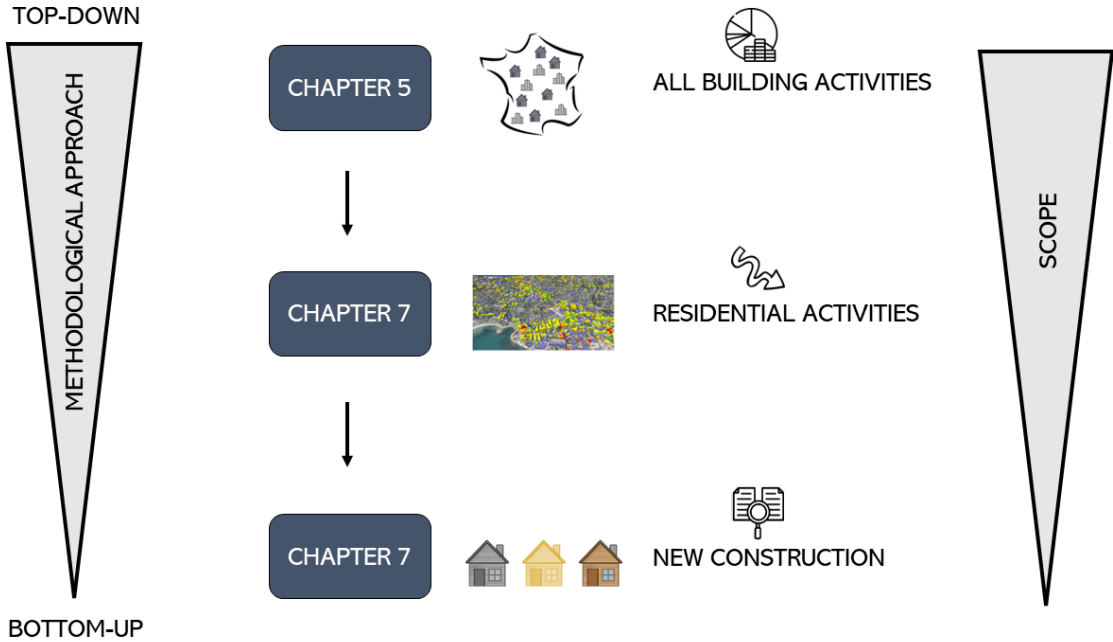 TOP-DOWN
METHODOLOGICAL APPROACH
BOTTOM-UP
CHAPTER 5
ALL BUILDING ACTIVITIES
CHAPTER 7
RESIDENTIAL ACTIVITIES
CHAPTER 7
NEW CONSTRUCTION
SCOPE